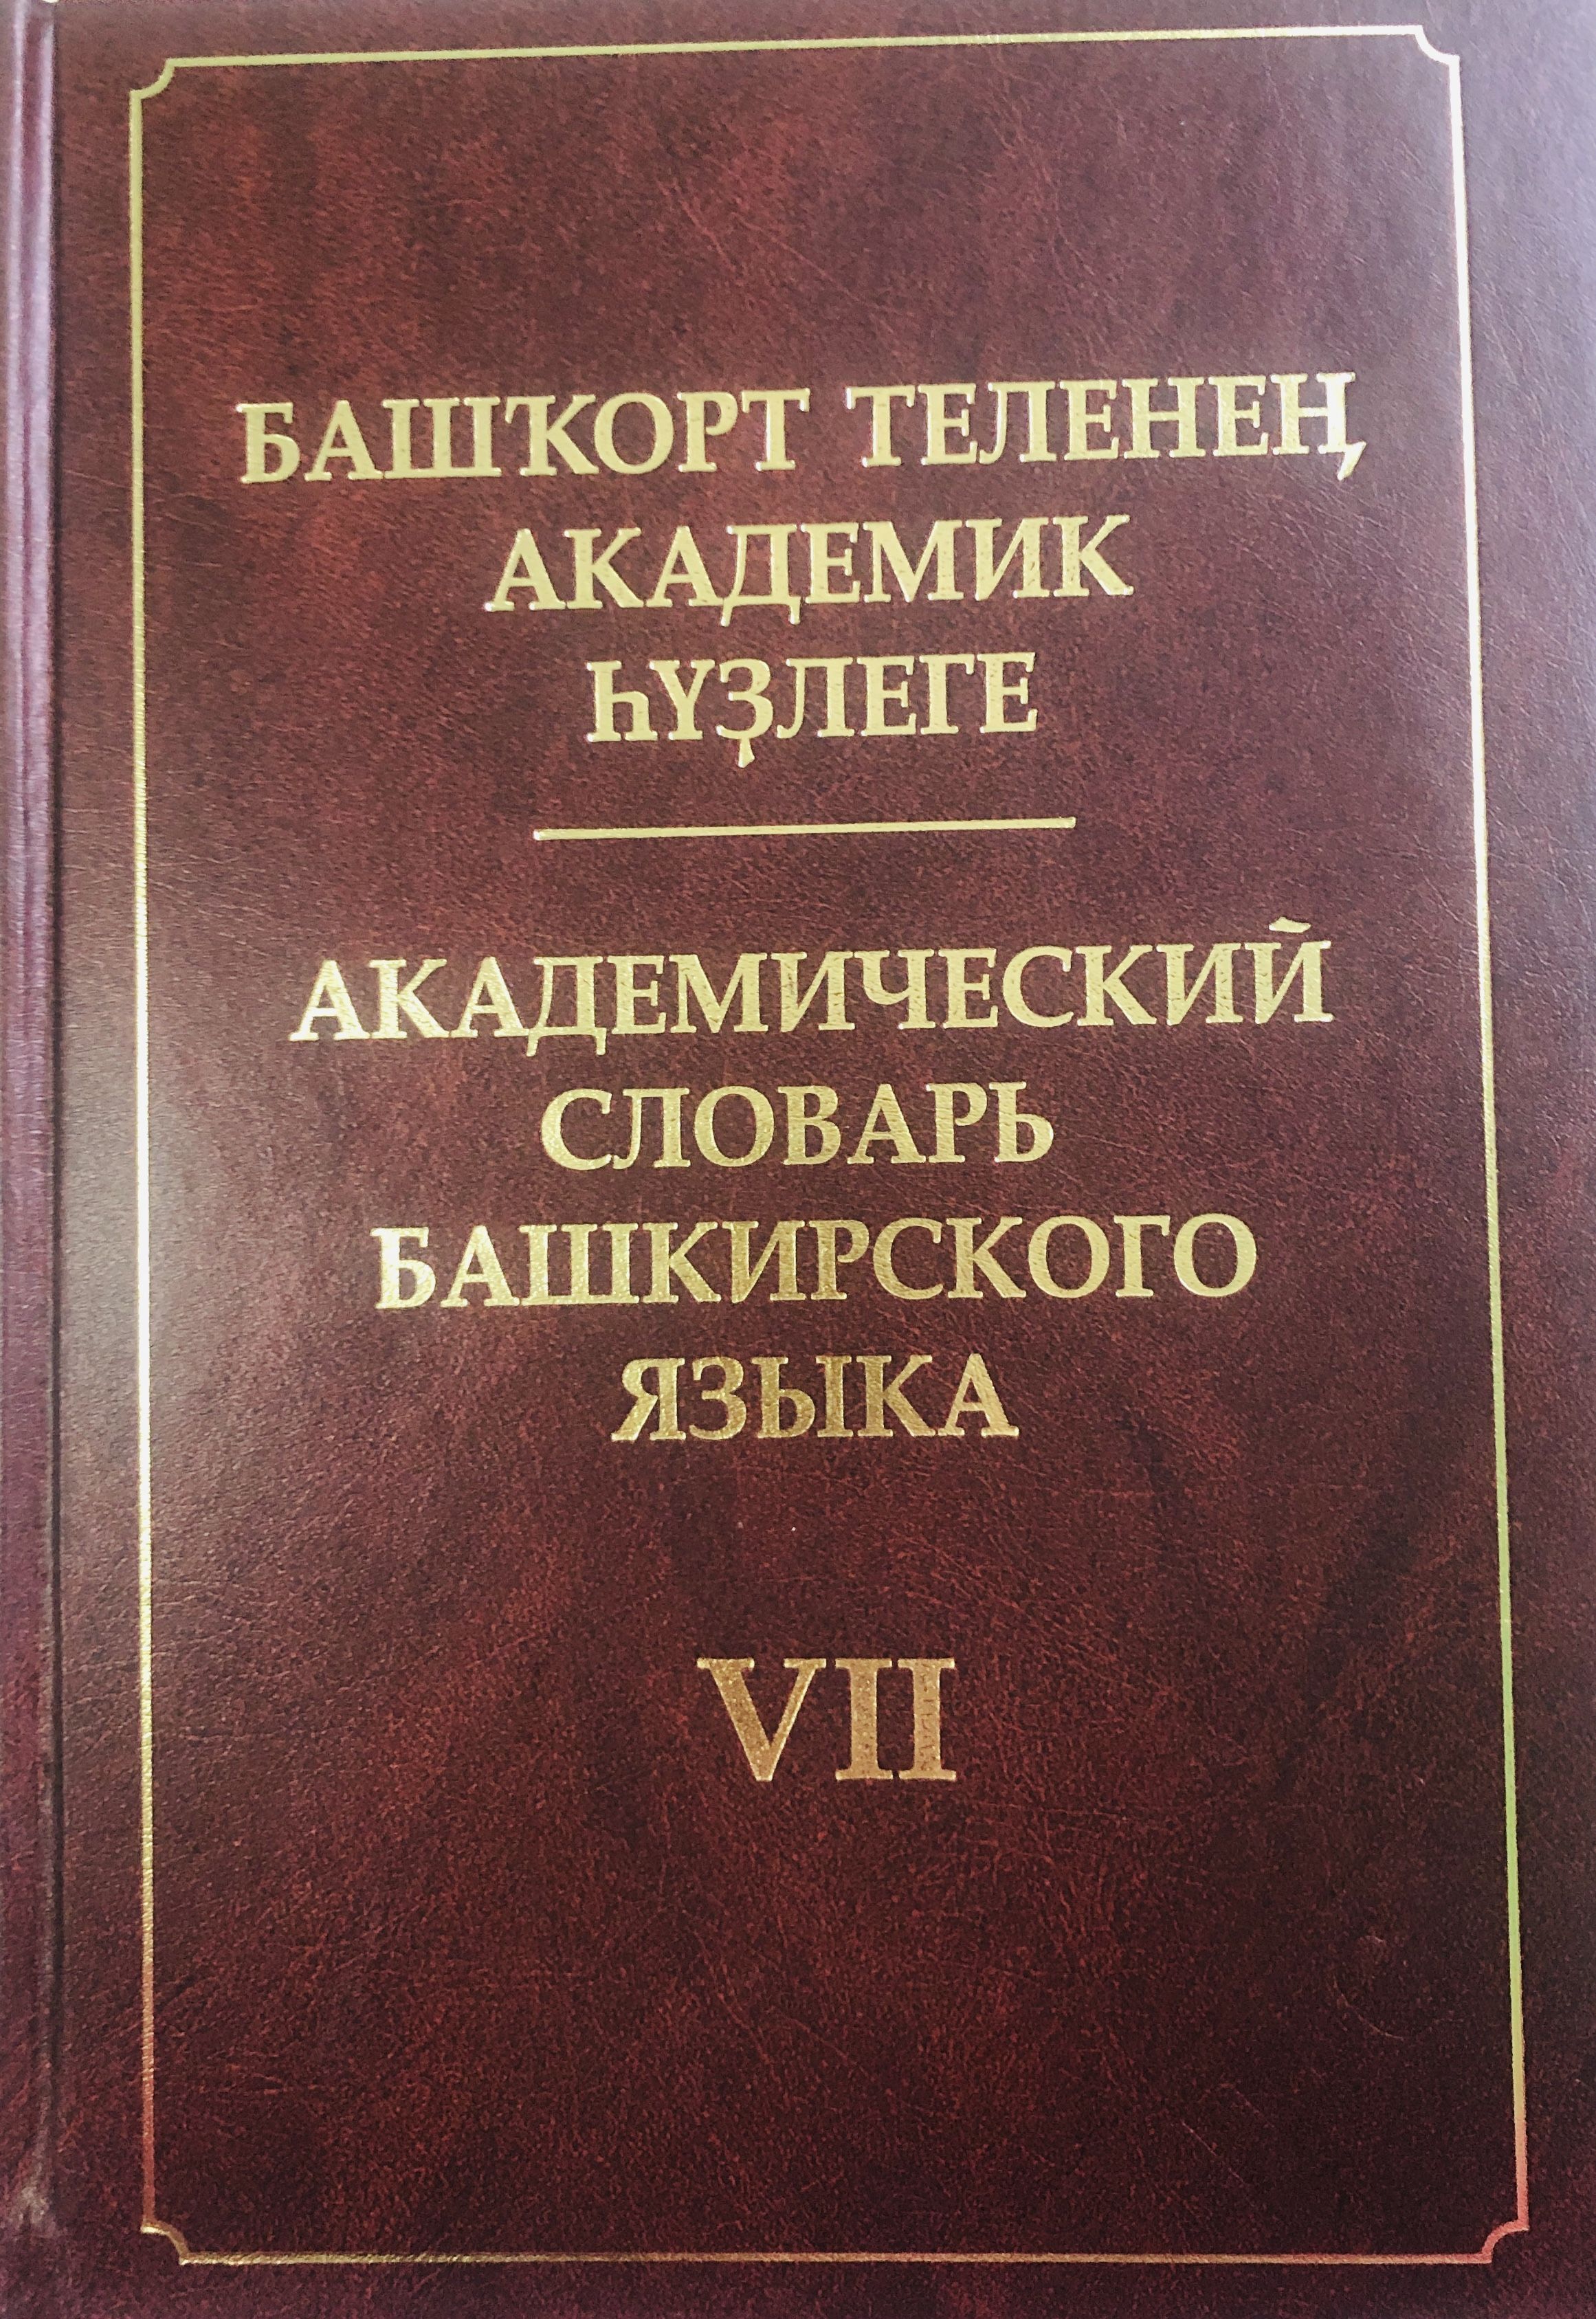 БАШҠОРТ ТЕЛЕНЕҢ
АКАДЕМИК
ҺҮҘЛЕГЕ
АКАДЕМИЧЕСКИЙ
СЛОВАРЬ
БАШКИРСКОГО
ЯЗЫКА
VII